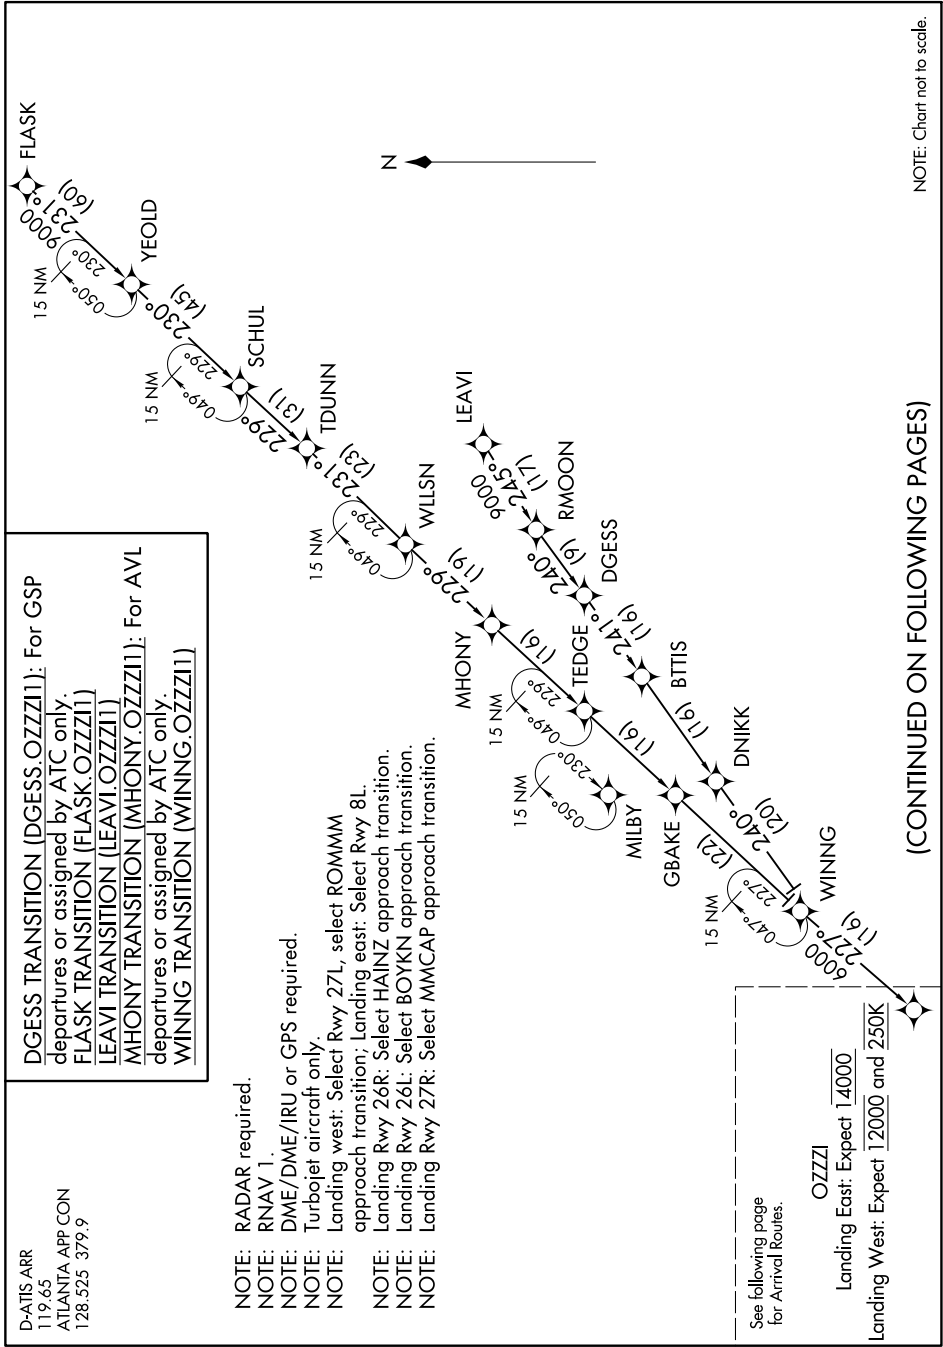 D-ATIS ARR
119.65
ATLANTA APP CON
128.525 379.9
DGESS TRANSITION (DGESS.OZZZI1): For GSP
departures or assigned by ATC only.
FLASK TRANSITION (FLASK.OZZZI1)
LEAVI TRANSITION (LEAVI.OZZZI1)
MHONY TRANSITION (MHONY.OZZZI1): For AVL
departures or assigned by ATC only.
WINNG TRANSITION (WINNG.OZZZI1)
NOTE: RADAR required.
NOTE: RNAV 1.
NOTE: DME/DME/IRU or GPS required.
NOTE: Turbojet aircraft only.
NOTE: Landing west: Select Rwy 27L, select ROMMM
approach transition; Landing east: Select Rwy 8L.
NOTE: Landing Rwy 26R: Select HAINZ approach transition.
NOTE: Landing Rwy 26L: Select BOYKN approach transition.
NOTE: Landing Rwy 27R: Select MMCAP approach transition.
FLASK
9000
231°
(60)
15 NM
230°
050°
YEOLD
230°
(45)
15 NM
229°
049°
SCHUL
229°
(31)
TDUNN
231°
(23)
15 NM
229°
049°
WLLSN
229°
(19)
MHONY
(16)
15 NM
229°
049°
TEDGE
(16)
15 NM
230°
050°
MILBY
GBAKE
(22)
LEAVI
9000
245°
(17)
RMOON
240°
(9)
DGESS
241°
(16)
BTTIS
(16)
DNIKK
240°
(20)
15 NM
227°
047°
WINNG
6000
227°
(16)
N
See following page
for Arrival Routes.
OZZZI
Landing East: Expect 14000
Landing West: Expect 12000 and 250K
(CONTINUED ON FOLLOWING PAGES)
NOTE: Chart not to scale.